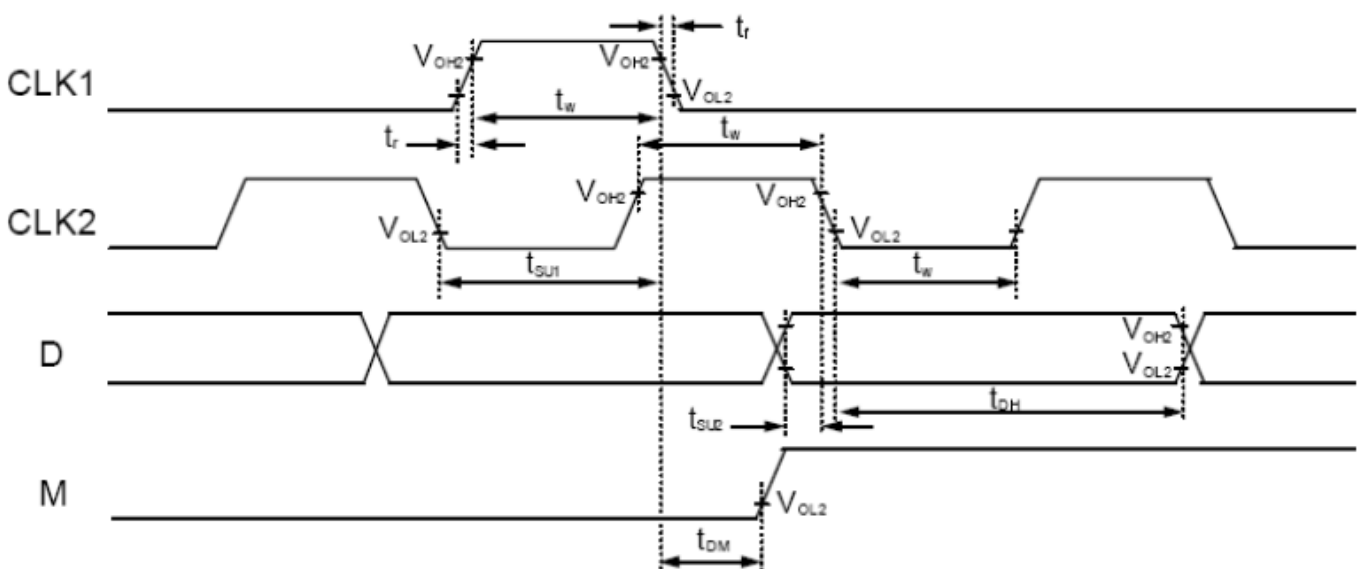 tr
VOH2
VOH2
CLK1
VOL2
tw
tw
tr
VOH2
VOH2
CLK2
VOL2
VOL2
tSU1
tw
D
VOH2
VOL2
tSU2
tDH
M
VOL2
tDM